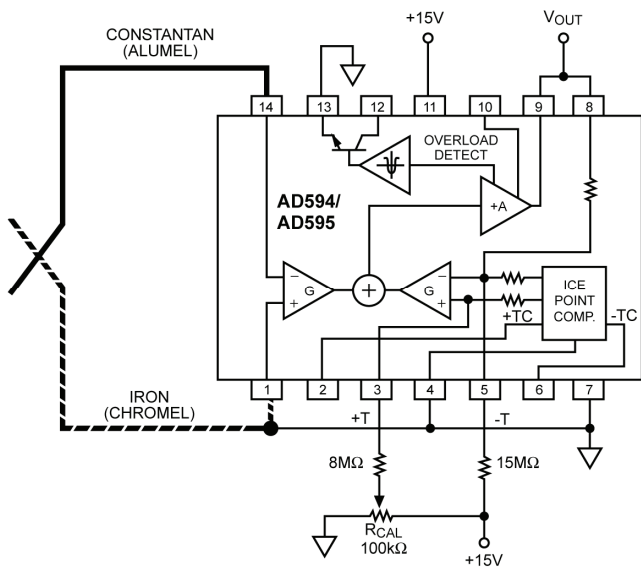 CONSTANTAN
(ALUMEL)
+15V
VOUT
14
13
12
11
10
9
8
OVERLOAD
DETECT
AD594/
AD595
+A
–
G
+
+
–
G
+
ICE
POINT
COMP.
+TC
-TC
IRON
(CHROMEL)
1
2
3
4
5
6
7
+T
-T
8MΩ
15MΩ
RCAL
100kΩ
+15V